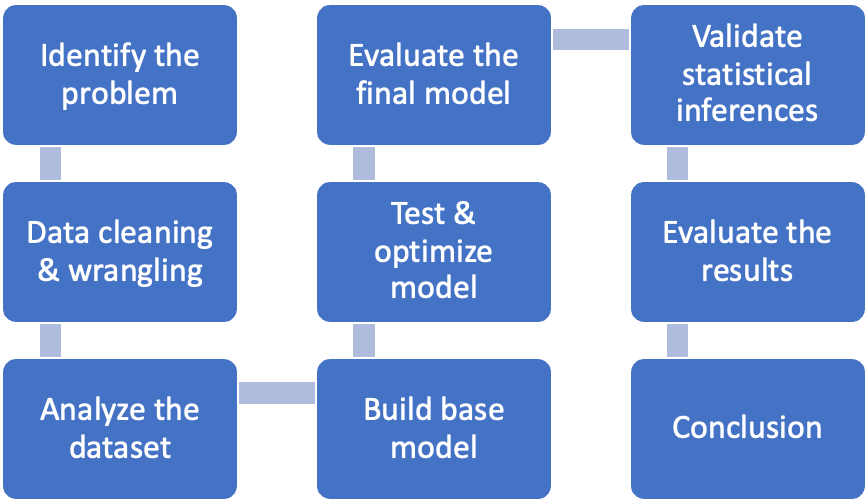 Identify the
problem
Data cleaning
& wrangling
Analyze the
dataset
Build base
model
Test &
optimize
model
Evaluate the
final model
Validate
statistical
inferences
Evaluate the
results
Conclusion